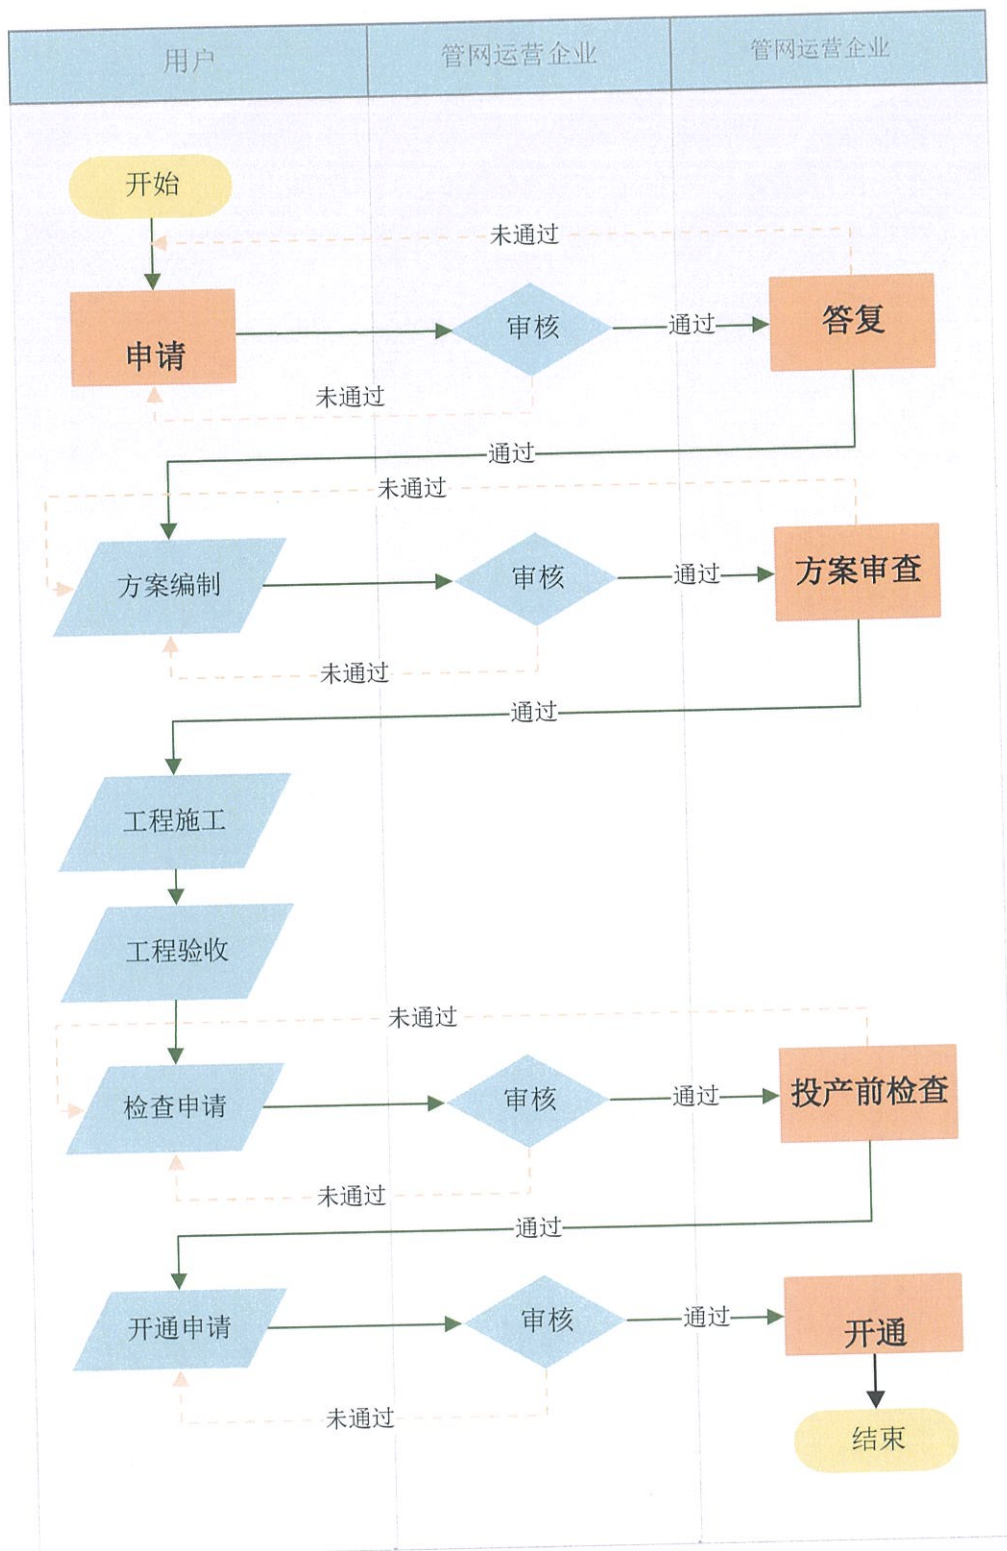 用户 管网运营企业 管网运营企业
开始
未通过
申请 审核 通过 答复
未通过
通过
未通过
方案编制 审核 通过 方案审查
未通过
通过
工程施工
工程验收
未通过
检查申请 审核 通过 投产前检查
未通过
通过
开通申请 审核 通过 开通
未通过
结束